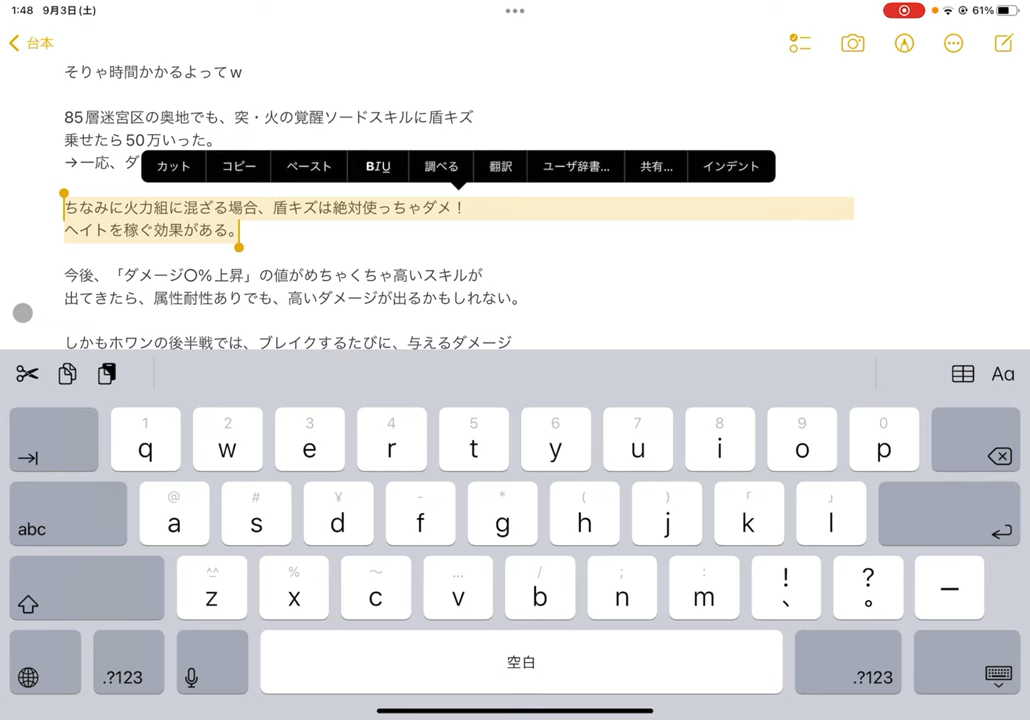 1:48 9月3日(土) 61%
台本
そりゃ時間かかるよってw
85層迷宮区の奥地でも、突・火の覚醒ソードスキルに盾キズ
乗せたら50万いった。
→一応、ダ
カット コピー ペースト BIU 調べる 翻訳 ユーザ辞書... 共有... インデント
ちなみに火力組に混ざる場合、盾キズは絶対使っちゃダメ！
ヘイトを稼ぐ効果がある。
今後、「ダメージ〇%上昇」の値がめちゃくちゃ高いスキルが
出てきたら、属性耐性ありでも、高いダメージが出るかもしれない。
しかもホワンの後半戦では、ブレイクするたびに、与えるダメージ
Aa
1 2 3 4 5 6 7 8 9 0
q w e r t y u i o p
@ # ¥ - * ( ) 「 」
abc a s d f g h j k l
^^ % 〜 … / ; : ! ?
z x c v b n m 、 。 ー
.?123 空白 .?123